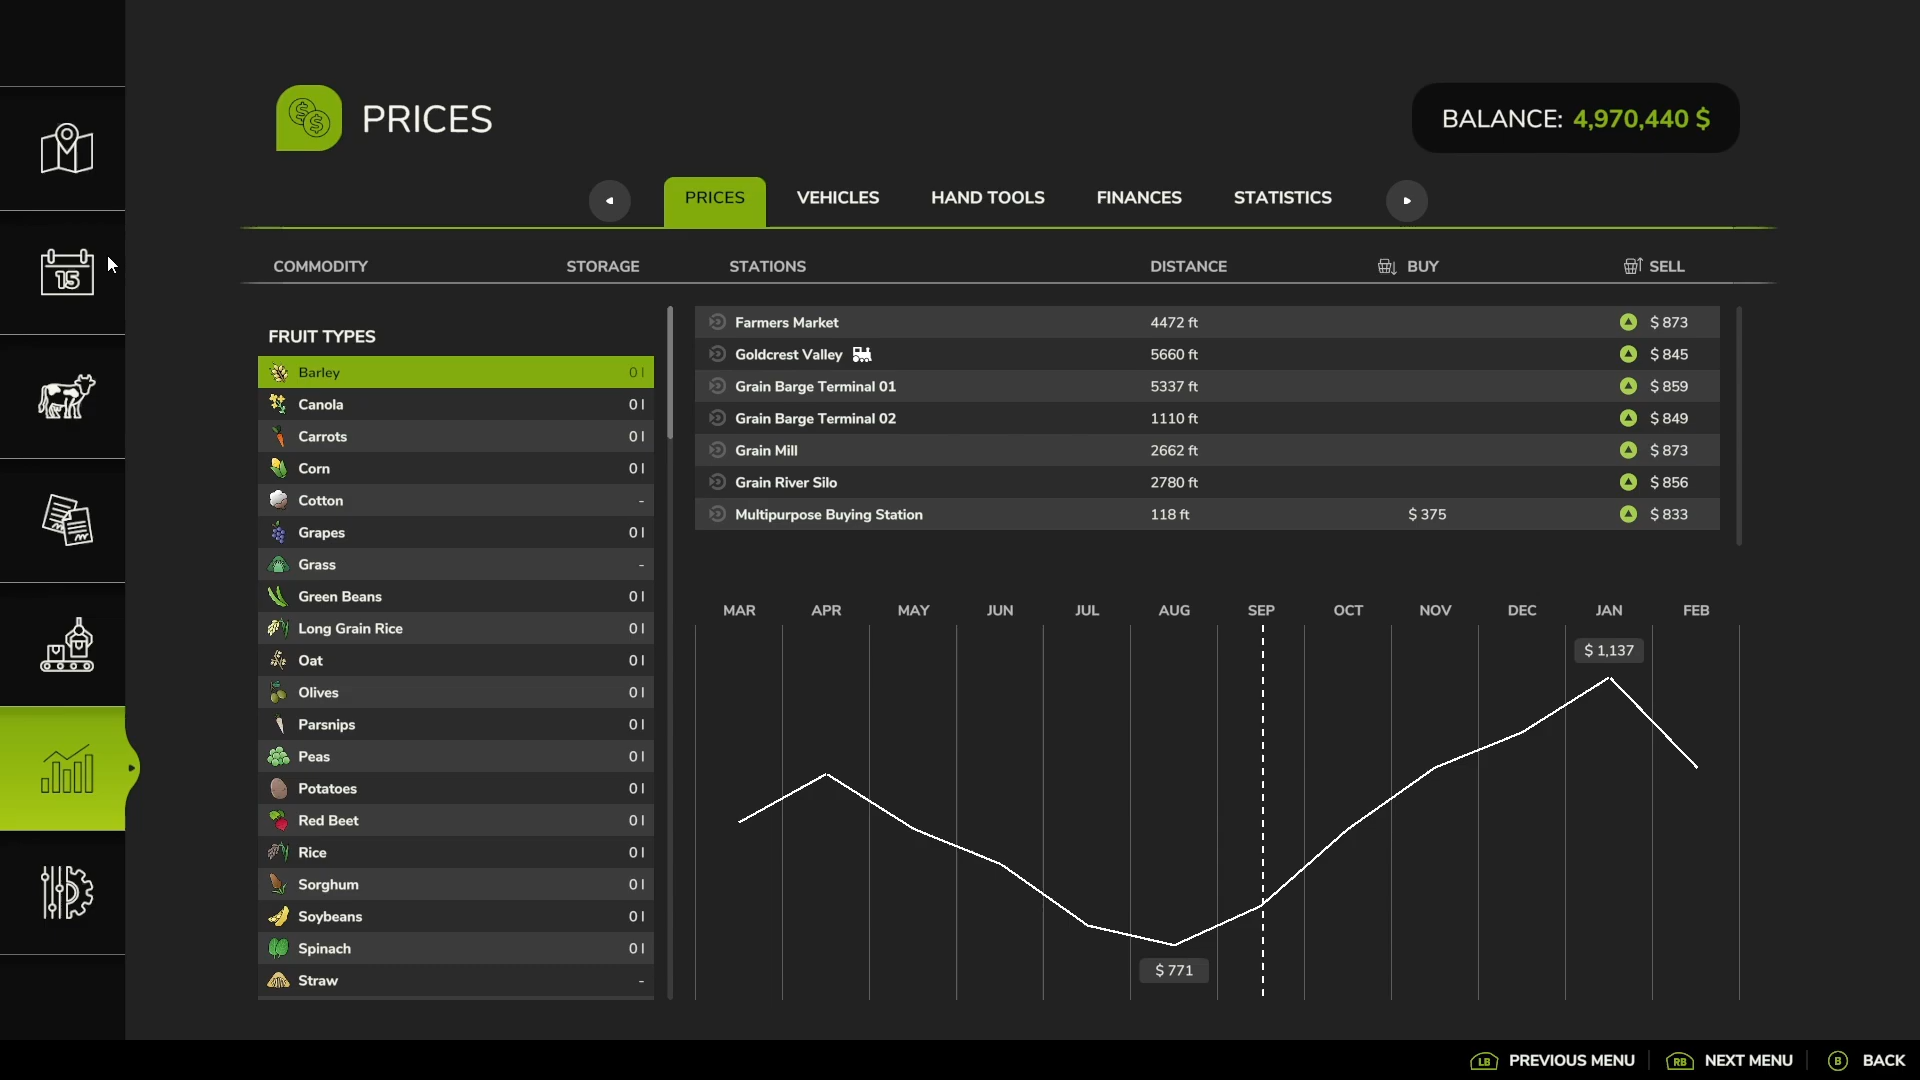 PRICES
BALANCE: 4,970,440 $
PRICES VEHICLES HAND TOOLS FINANCES STATISTICS
COMMODITY STORAGE STATIONS DISTANCE BUY SELL
15
FRUIT TYPES
Barley 0 l
Canola 0 l
Carrots 0 l
Corn 0 l
Cotton -
Grapes 0 l
Grass -
Green Beans 0 l
Long Grain Rice 0 l
Oat 0 l
Olives 0 l
Parsnips 0 l
Peas 0 l
Potatoes 0 l
Red Beet 0 l
Rice 0 l
Sorghum 0 l
Soybeans 0 l
Spinach 0 l
Straw -
Farmers Market 4472 ft $ 873
Goldcrest Valley 5660 ft $ 845
Grain Barge Terminal 01 5337 ft $ 859
Grain Barge Terminal 02 1110 ft $ 849
Grain Mill 2662 ft $ 873
Grain River Silo 2780 ft $ 856
Multipurpose Buying Station 118 ft $ 375 $ 833
MAR APR MAY JUN JUL AUG SEP OCT NOV DEC JAN FEB
$ 1,137
$ 771
LB PREVIOUS MENU RB NEXT MENU B BACK